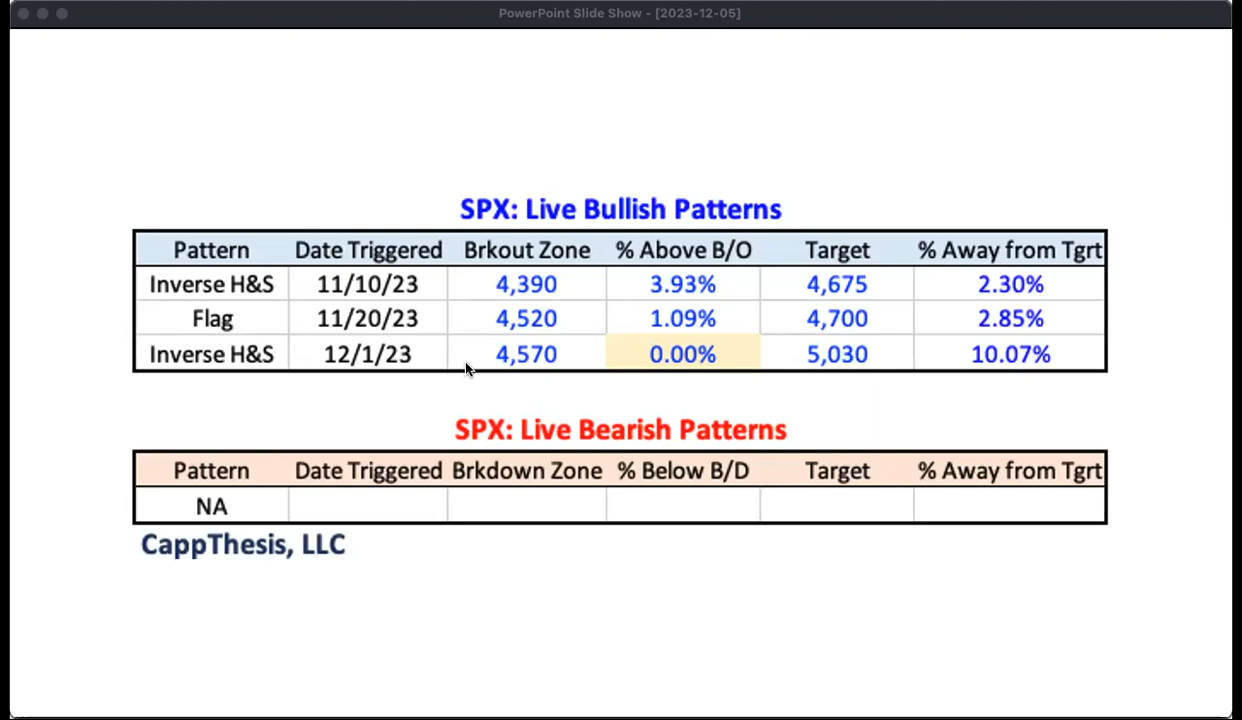 PowerPoint Slide Show - [2023-12-05]
SPX: Live Bullish Patterns
Pattern Date Triggered Brkout Zone % Above B/O Target % Away from Tgrt
Inverse H&S 11/10/23 4,390 3.93% 4,675 2.30%
Flag 11/20/23 4,520 1.09% 4,700 2.85%
Inverse H&S 12/1/23 4,570 0.00% 5,030 10.07%
SPX: Live Bearish Patterns
Pattern Date Triggered Brkdown Zone % Below B/D Target % Away from Tgrt
NA
CappThesis, LLC